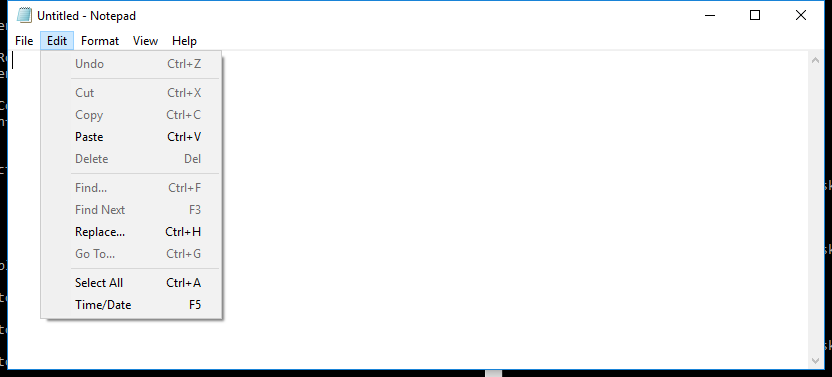 Untitled - Notepad
File Edit Format View Help
Undo Ctrl+Z
Cut Ctrl+X
Copy Ctrl+C
Paste Ctrl+V
Delete Del
Find... Ctrl+F
Find Next F3
Replace... Ctrl+H
Go To... Ctrl+G
Select All Ctrl+A
Time/Date F5